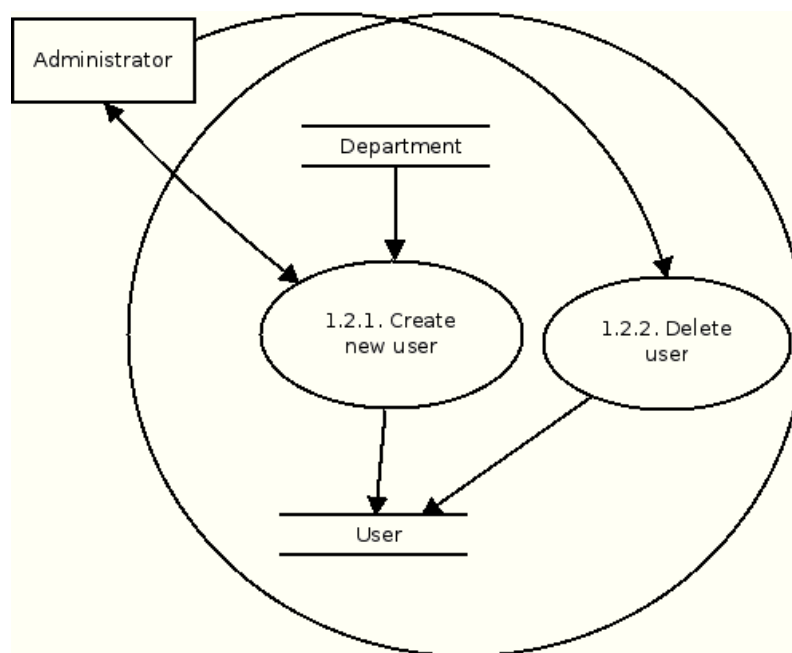 Administrator
Department
1.2.1. Create
new user
1.2.2. Delete
user
User